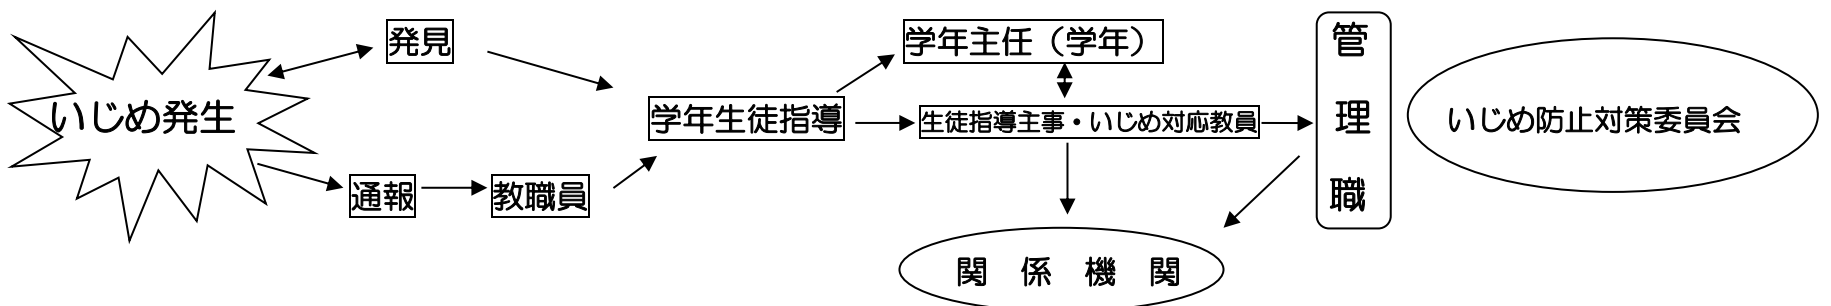 発見
学年主任（学年）
管理職
いじめ発生
学年生徒指導
生徒指導主事・いじめ対応教員
いじめ防止対策委員会
通報
教職員
関係機関